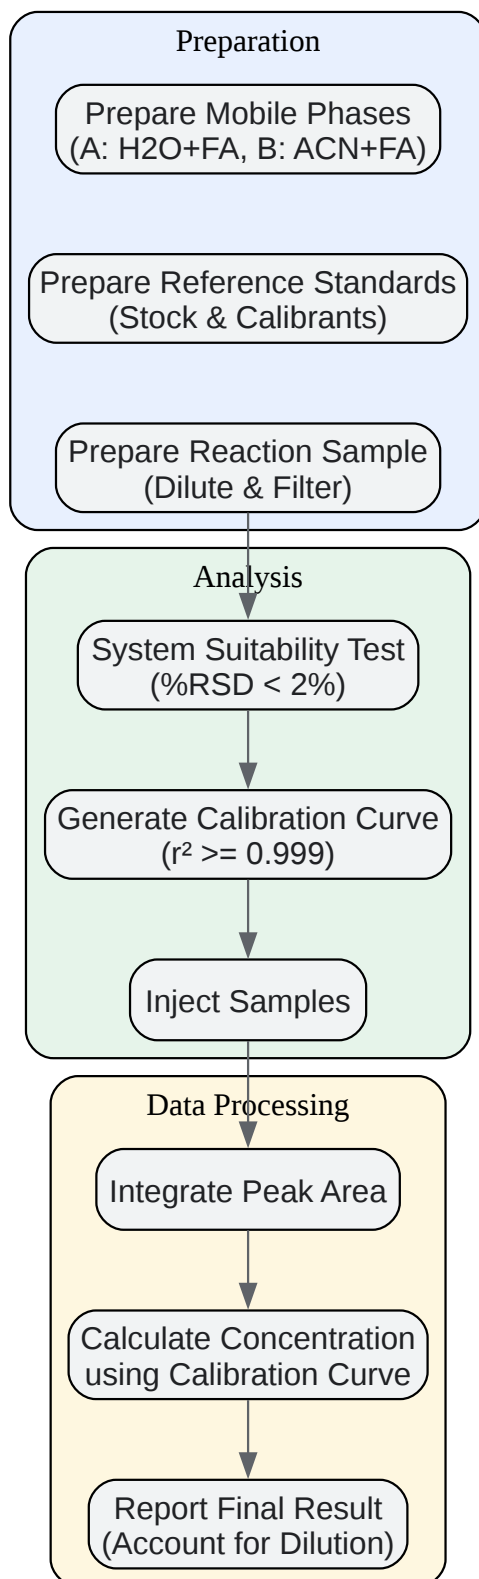 Preparation
Prepare Mobile Phases
(A: H2O+FA, B: ACN+FA)
Prepare Reference Standards
(Stock & Calibrants)
Prepare Reaction Sample
(Dilute & Filter)
Analysis
System Suitability Test
(%RSD < 2%)
Generate Calibration Curve
(r² >= 0.999)
Inject Samples
Data Processing
Integrate Peak Area
Calculate Concentration
using Calibration Curve
Report Final Result
(Account for Dilution)